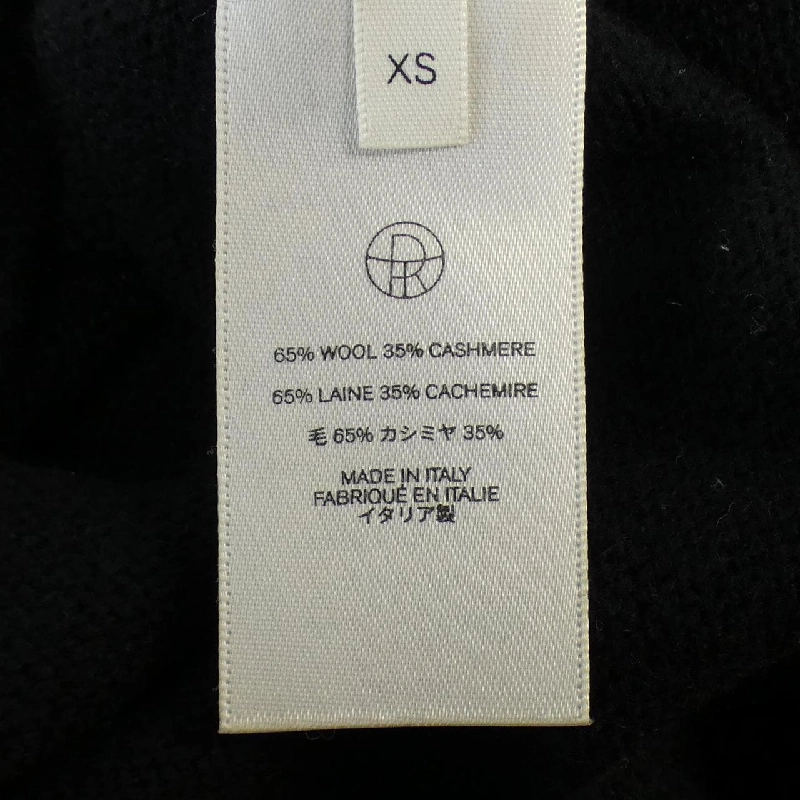 XS
65% WOOL 35% CASHMERE
65% LAINE 35% CACHEMIRE
毛 65% カシミヤ 35%
MADE IN ITALY
FABRIQUÉ EN ITALIE
イタリア製